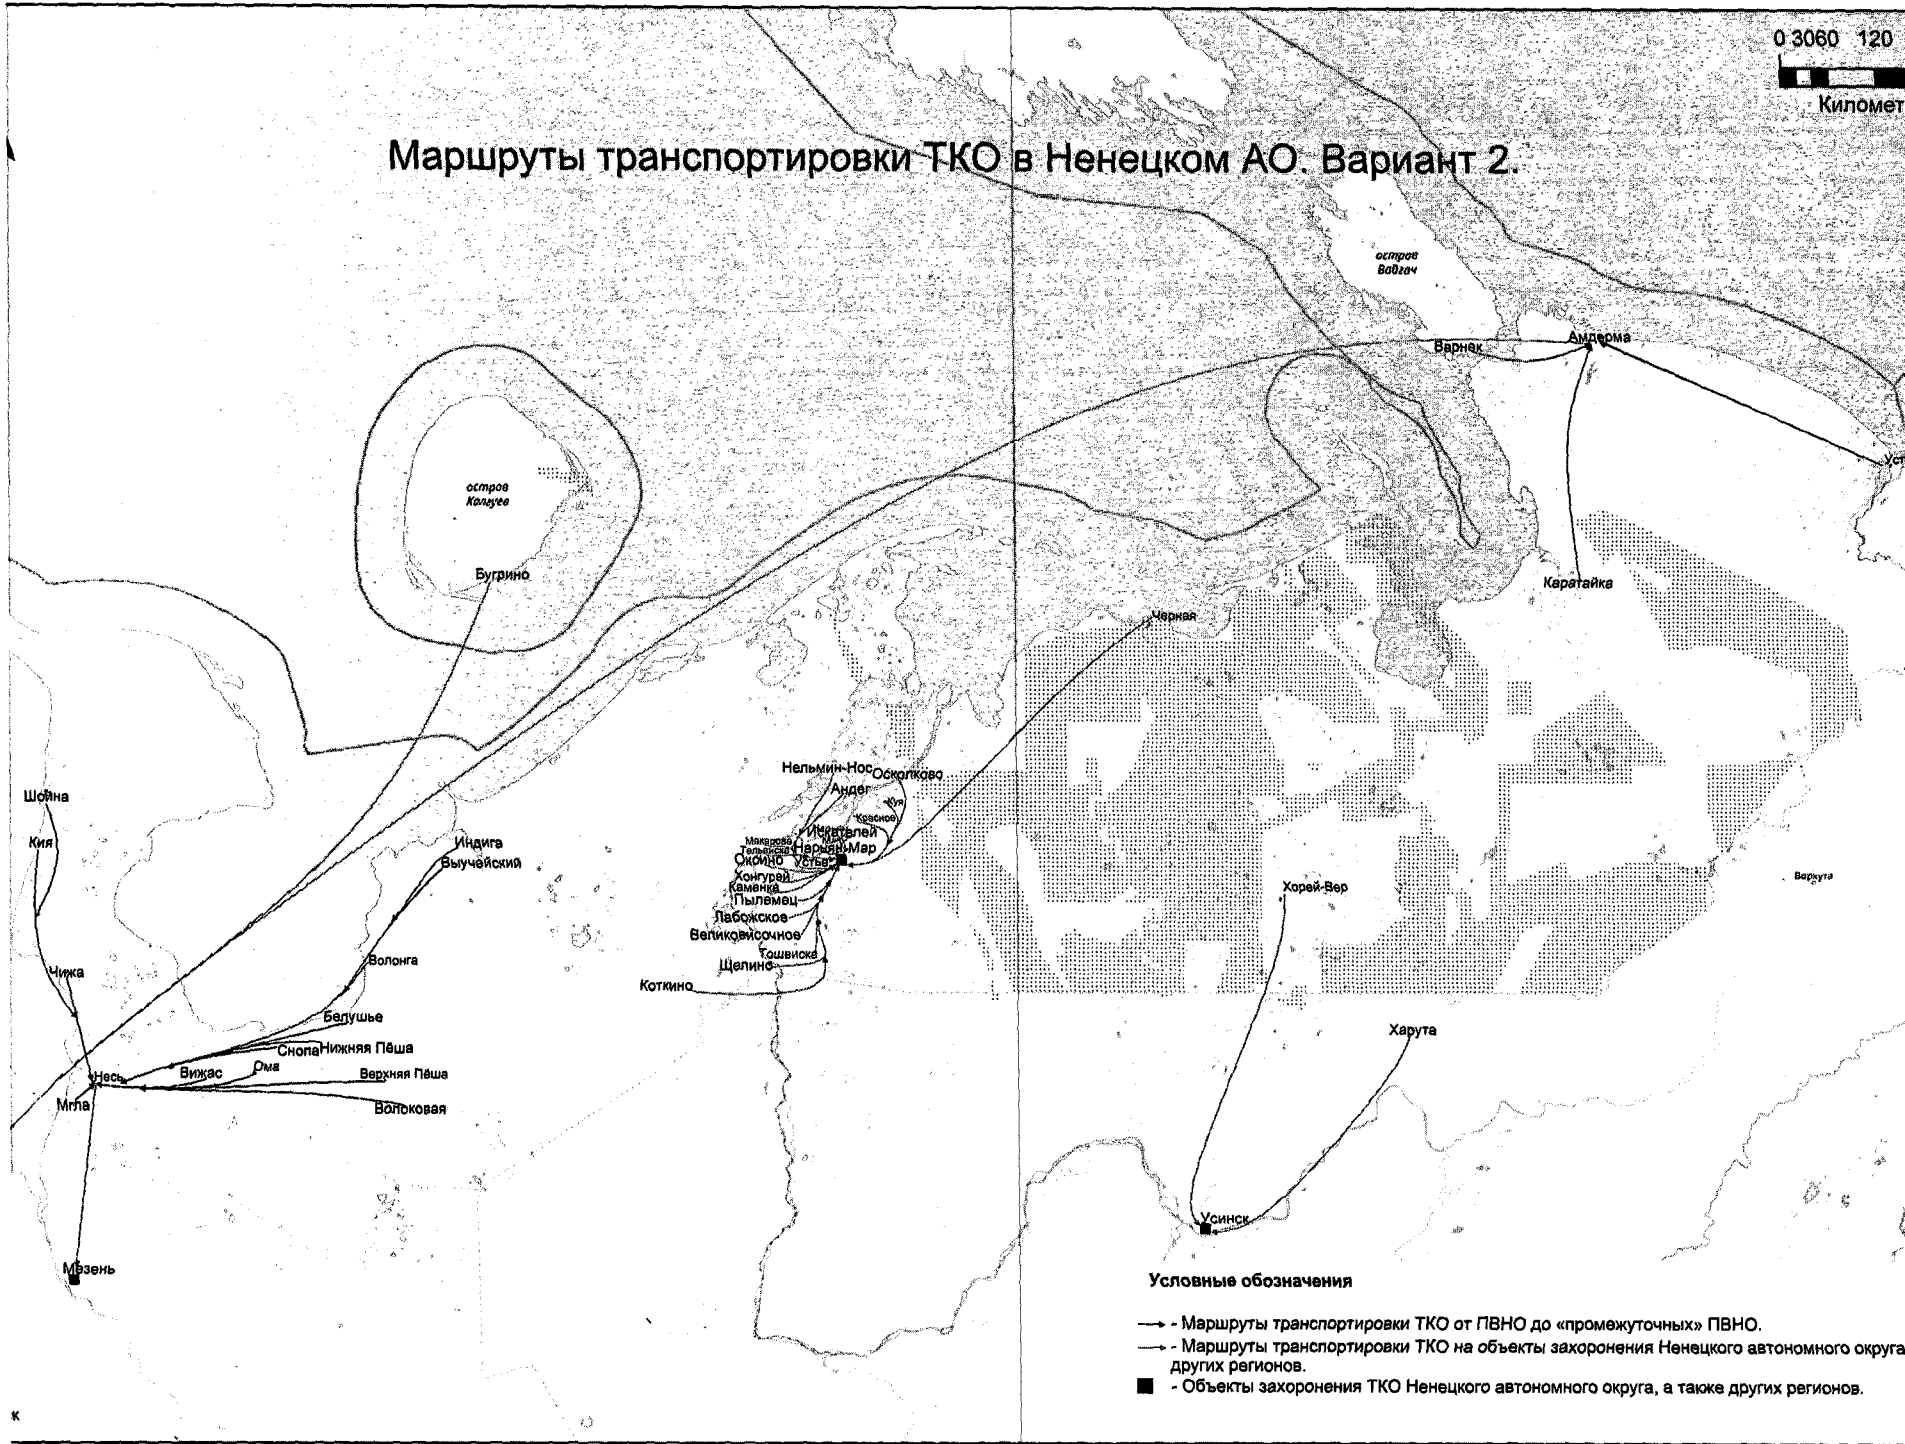 0 3060 120
Километ
Маршруты транспортировки ТКО в Ненецком АО. Вариант 2.
остров
Вайгач
Амдерма
Варнек
Уст
остров
Колгуев
Бугрино
Каратайка
Черная
Нельмин-Нос
Осколково
Андег
Куя
Красное
Шойна
Кия
Индига
Выучейский
Искателей
Макарово
Тельвиска
Нарьян-Мар
Оксино
Устье
Хонгурей
Каменка
Пылемец
Лабожское
Великовисочное
Тошвиска
Щелино
Коткино
Хорей-Вер
Воркута
Чижа
Волонга
Белушье
Снопа
Нижняя Пёша
Харута
Несь
Вижас
Ома
Верхняя Пёша
Мгла
Волоковая
Усинск
Мезень
Условные обозначения
- Маршруты транспортировки ТКО от ПВНО до «промежуточных» ПВНО.
- Маршруты транспортировки ТКО на объекты захоронения Ненецкого автономного округа
других регионов.
- Объекты захоронения ТКО Ненецкого автономного округа, а также других регионов.
к